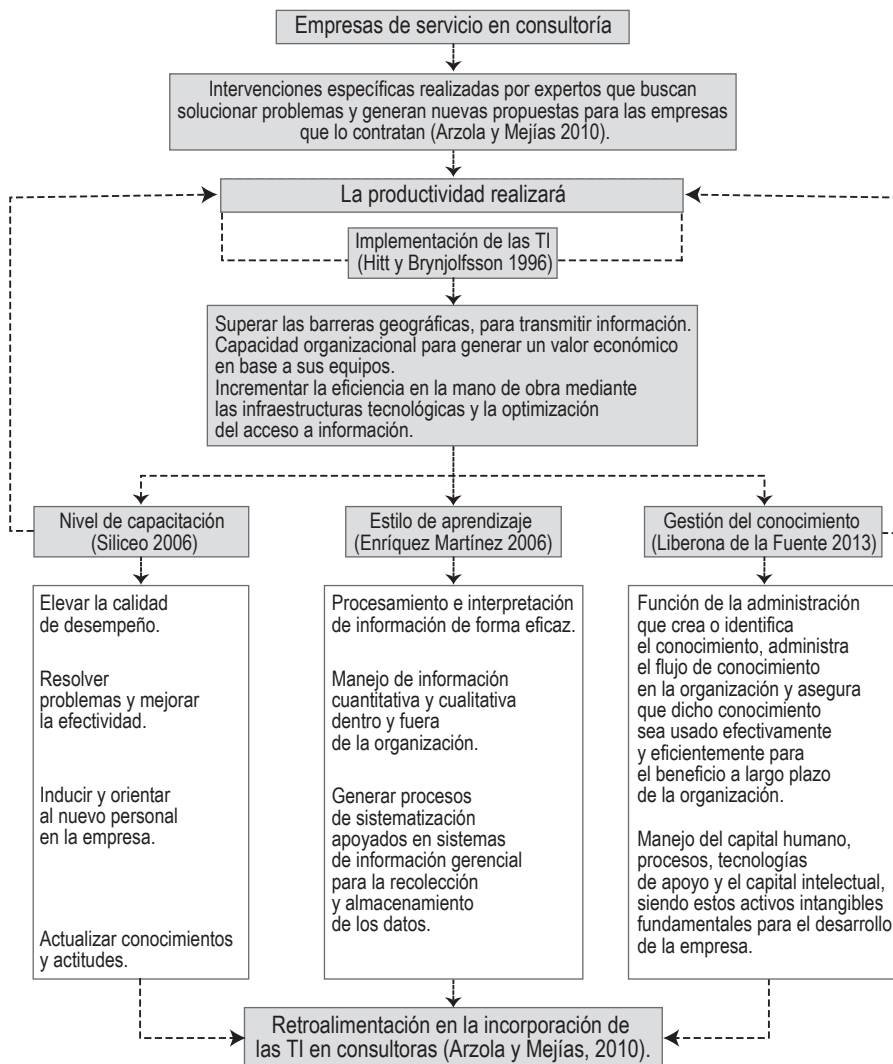 Empresas de servicio en consultoría
Intervenciones específicas realizadas por expertos que buscan
solucionar problemas y generan nuevas propuestas para las empresas
que lo contratan (Arzola y Mejías 2010).
La productividad realizará
Implementación de las TI
(Hitt y Brynjolfsson 1996)
Superar las barreras geográficas, para transmitir información.
Capacidad organizacional para generar un valor económico
en base a sus equipos.
Incrementar la eficiencia en la mano de obra mediante
las infraestructuras tecnológicas y la optimización
del acceso a información.
Nivel de capacitación
(Siliceo 2006)
Elevar la calidad
de desempeño.
Resolver
problemas y mejorar
la efectividad.
Inducir y orientar
al nuevo personal
en la empresa.
Actualizar conocimientos
y actitudes.
Estilo de aprendizaje
(Enríquez Martínez 2006)
Procesamiento e interpretación
de información de forma eficaz.
Manejo de información
cuantitativa y cualitativa
dentro y fuera
de la organización.
Generar procesos
de sistematización
apoyados en sistemas
de información gerencial
para la recolección
y almacenamiento
de los datos.
Gestión del conocimiento
(Liberona de la Fuente 2013)
Función de la administración
que crea o identifica
el conocimiento, administra
el flujo de conocimiento
en la organización y asegura
que dicho conocimiento
sea usado efectivamente
y eficientemente para
el beneficio a largo plazo
de la organización.
Manejo del capital humano,
procesos, tecnologías
de apoyo y el capital intelectual,
siendo estos activos intangibles
fundamentales para el desarrollo
de la empresa.
Retroalimentación en la incorporación de
las TI en consultoras (Arzola y Mejías, 2010).